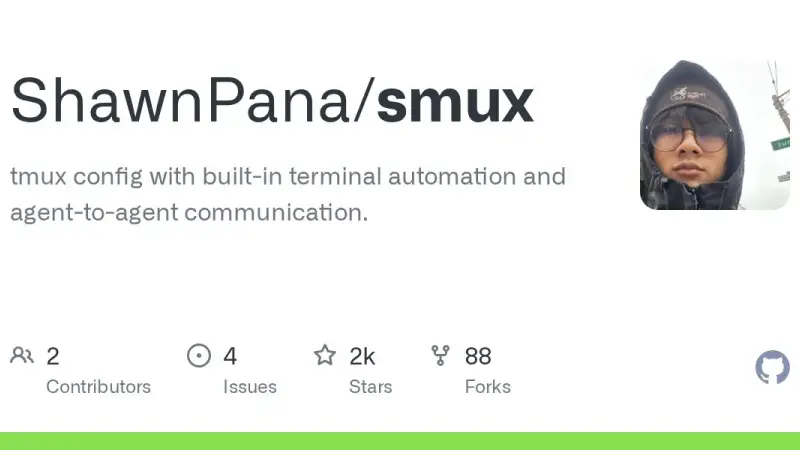 ShawnPana/smux
tmux config with built-in terminal automation and
agent-to-agent communication.
2
Contributors
4
Issues
2k
Stars
88
Forks